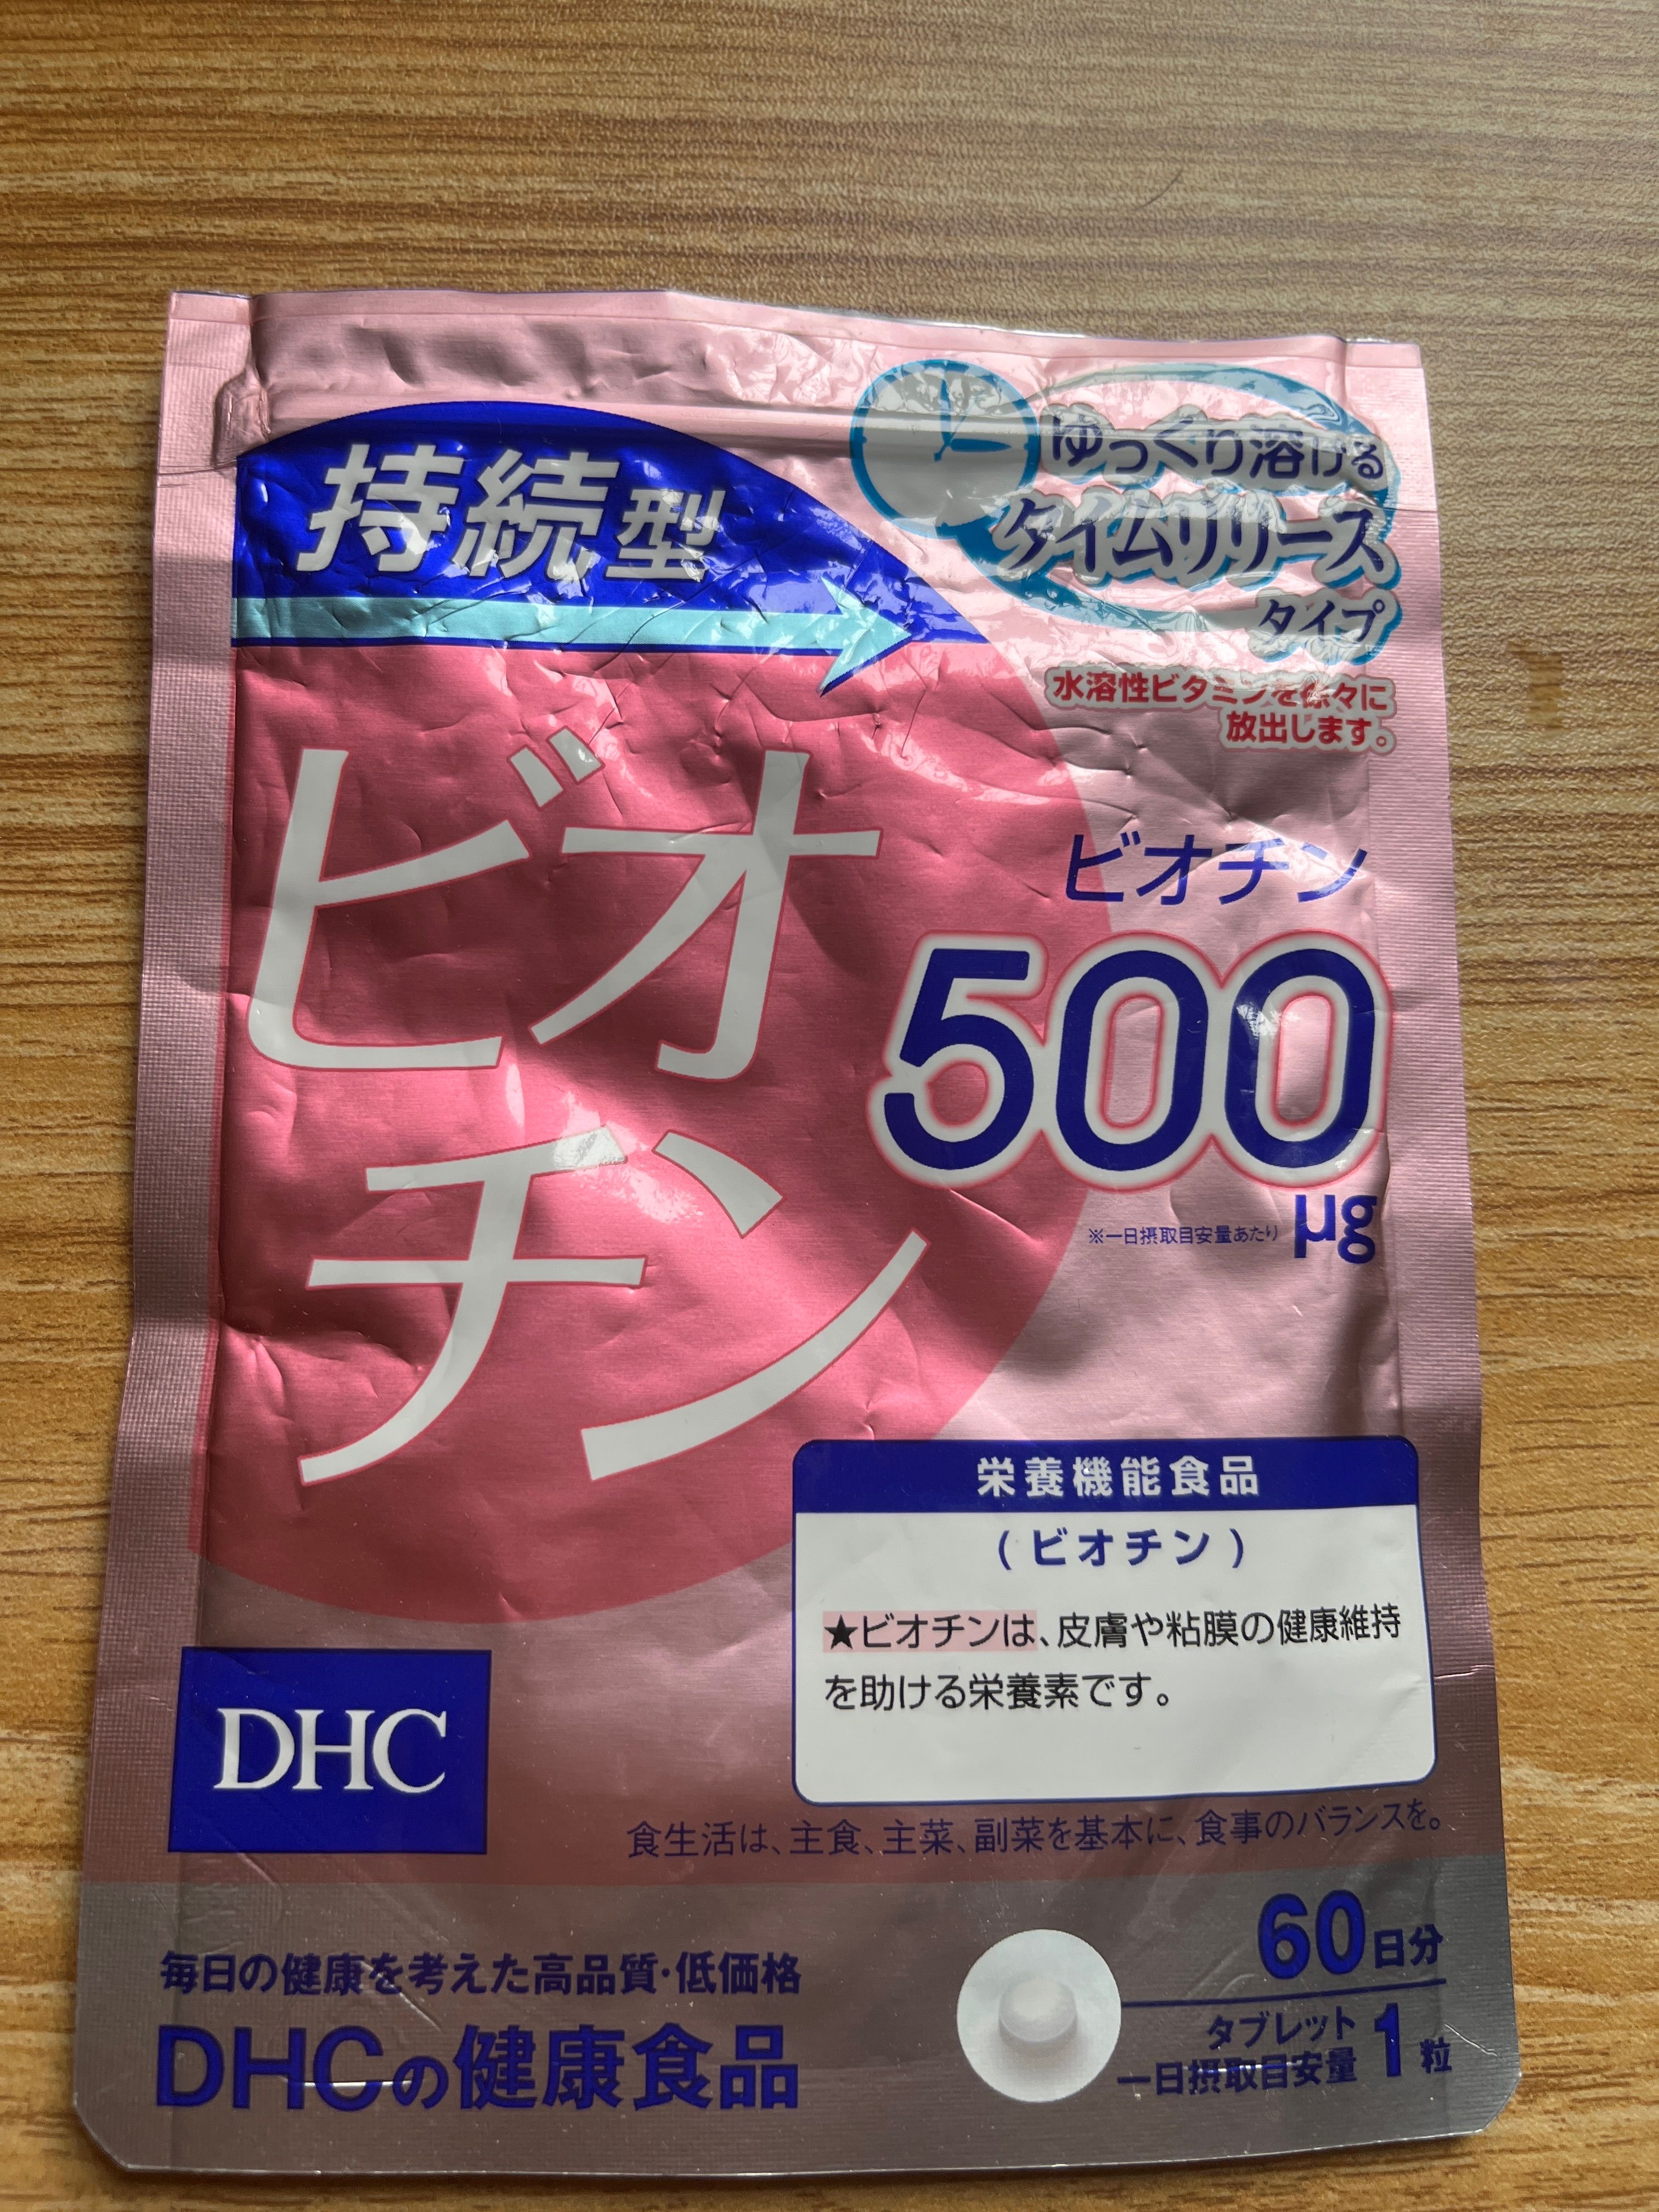 持続型
ゆっくり溶ける
タイムリリース
タイプ
水溶性ビタミンを徐々に
放出します。
ビオ
チン
ビオチン
500
μg
※一日摂取目安量あたり
栄養機能食品
(ビオチン)
★ビオチンは、皮膚や粘膜の健康維持
を助ける栄養素です。
DHC
食生活は、主食、主菜、副菜を基本に、食事のバランスを。
毎日の健康を考えた高品質・低価格
DHCの健康食品
60日分
タブレット
一日摂取目安量 1粒